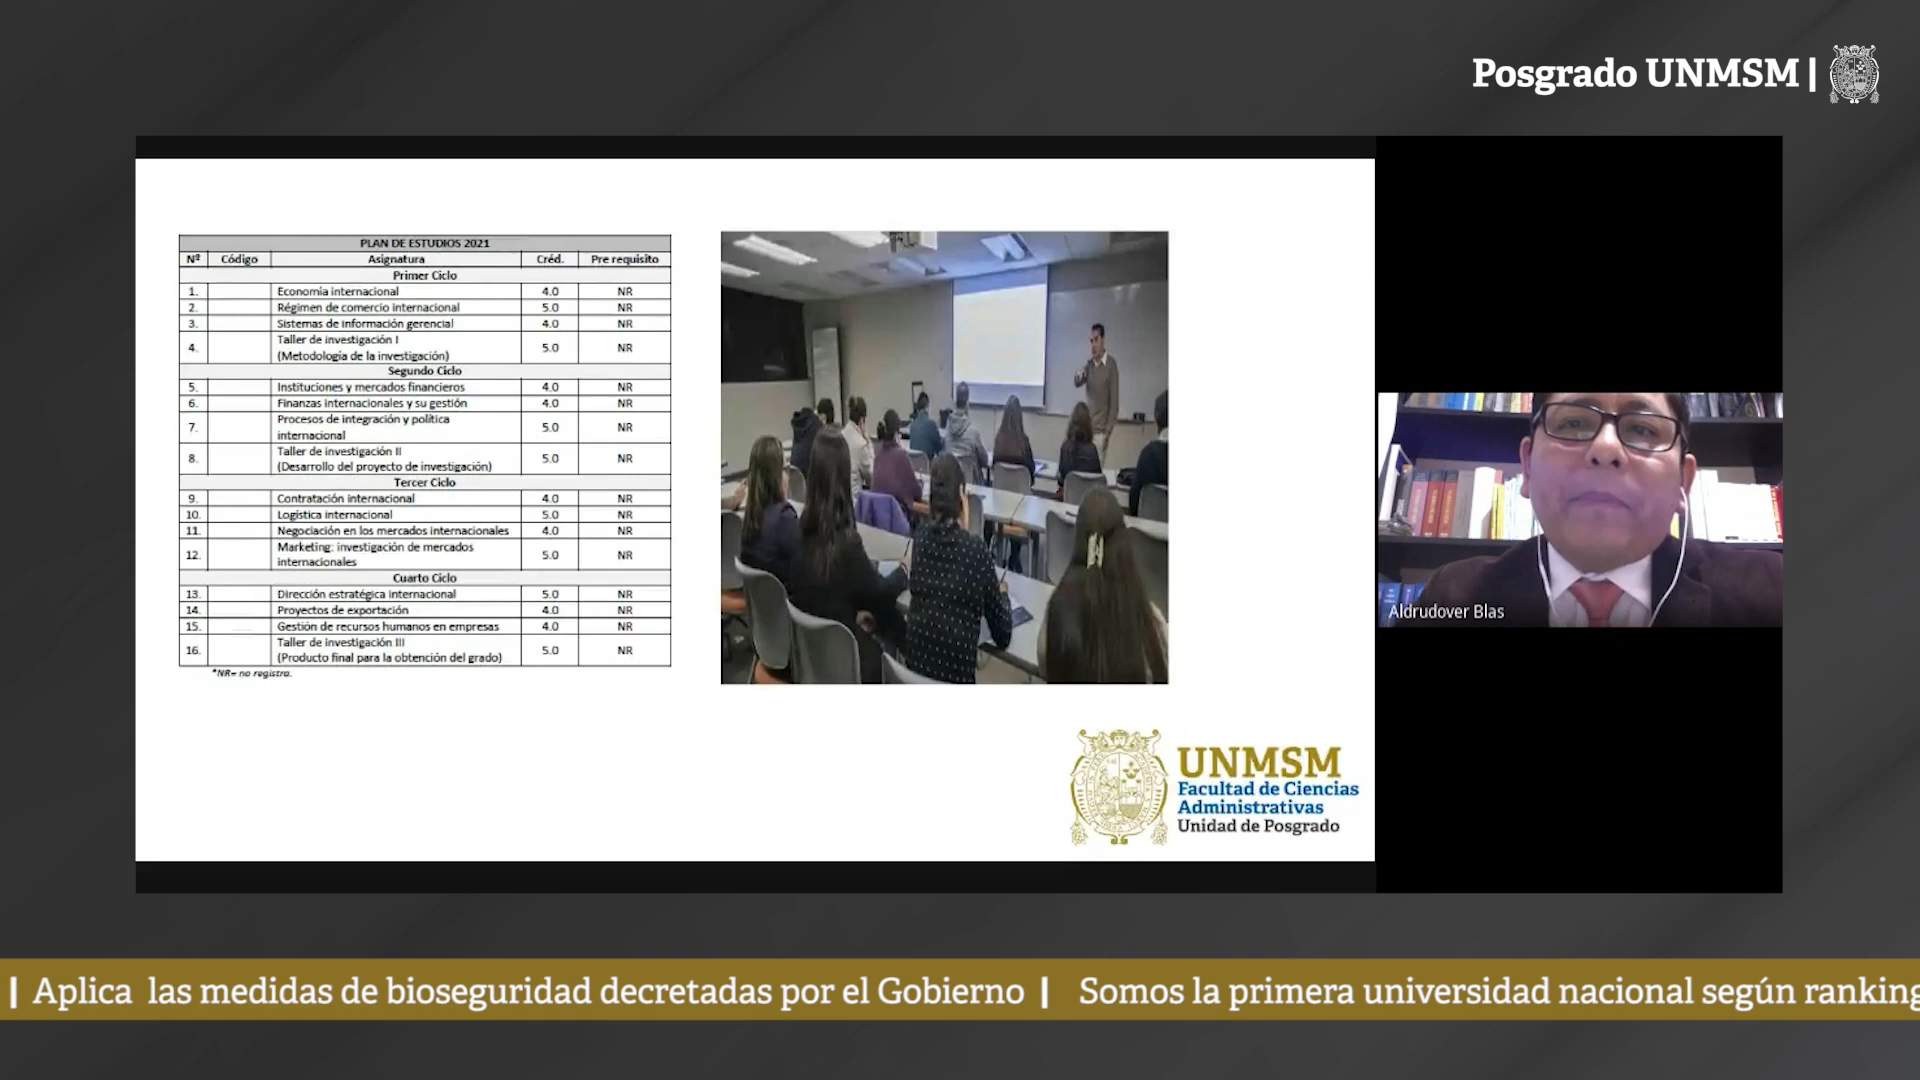 Posgrado UNMSM |
PLAN DE ESTUDIOS 2021
Nº Código Asignatura Créd. Pre requisito
Primer Ciclo
1. Economía internacional 4.0 NR
2. Régimen de comercio internacional 5.0 NR
3. Sistemas de información gerencial 4.0 NR
4. Taller de investigación I 5.0 NR
(Metodología de la investigación)
Segundo Ciclo
5. Instituciones y mercados financieros 4.0 NR
6. Finanzas internacionales y su gestión 4.0 NR
7. Procesos de integración y política 5.0 NR
internacional
8. Taller de investigación II 5.0 NR
(Desarrollo del proyecto de investigación)
Tercer Ciclo
9. Contratación internacional 4.0 NR
10. Logística internacional 5.0 NR
11. Negociación en los mercados internacionales 4.0 NR
12. Marketing: investigación de mercados 5.0 NR
internacionales
Cuarto Ciclo
13. Dirección estratégica internacional 5.0 NR
14. Proyectos de exportación 4.0 NR
15. Gestión de recursos humanos en empresas 4.0 NR
16. Taller de investigación III 5.0 NR
(Producto final para la obtención del grado)
*NR= no registra.
Aldrudover Blas
UNMSM
Facultad de Ciencias
Administrativas
Unidad de Posgrado
| Aplica las medidas de bioseguridad decretadas por el Gobierno | Somos la primera universidad nacional según ranking